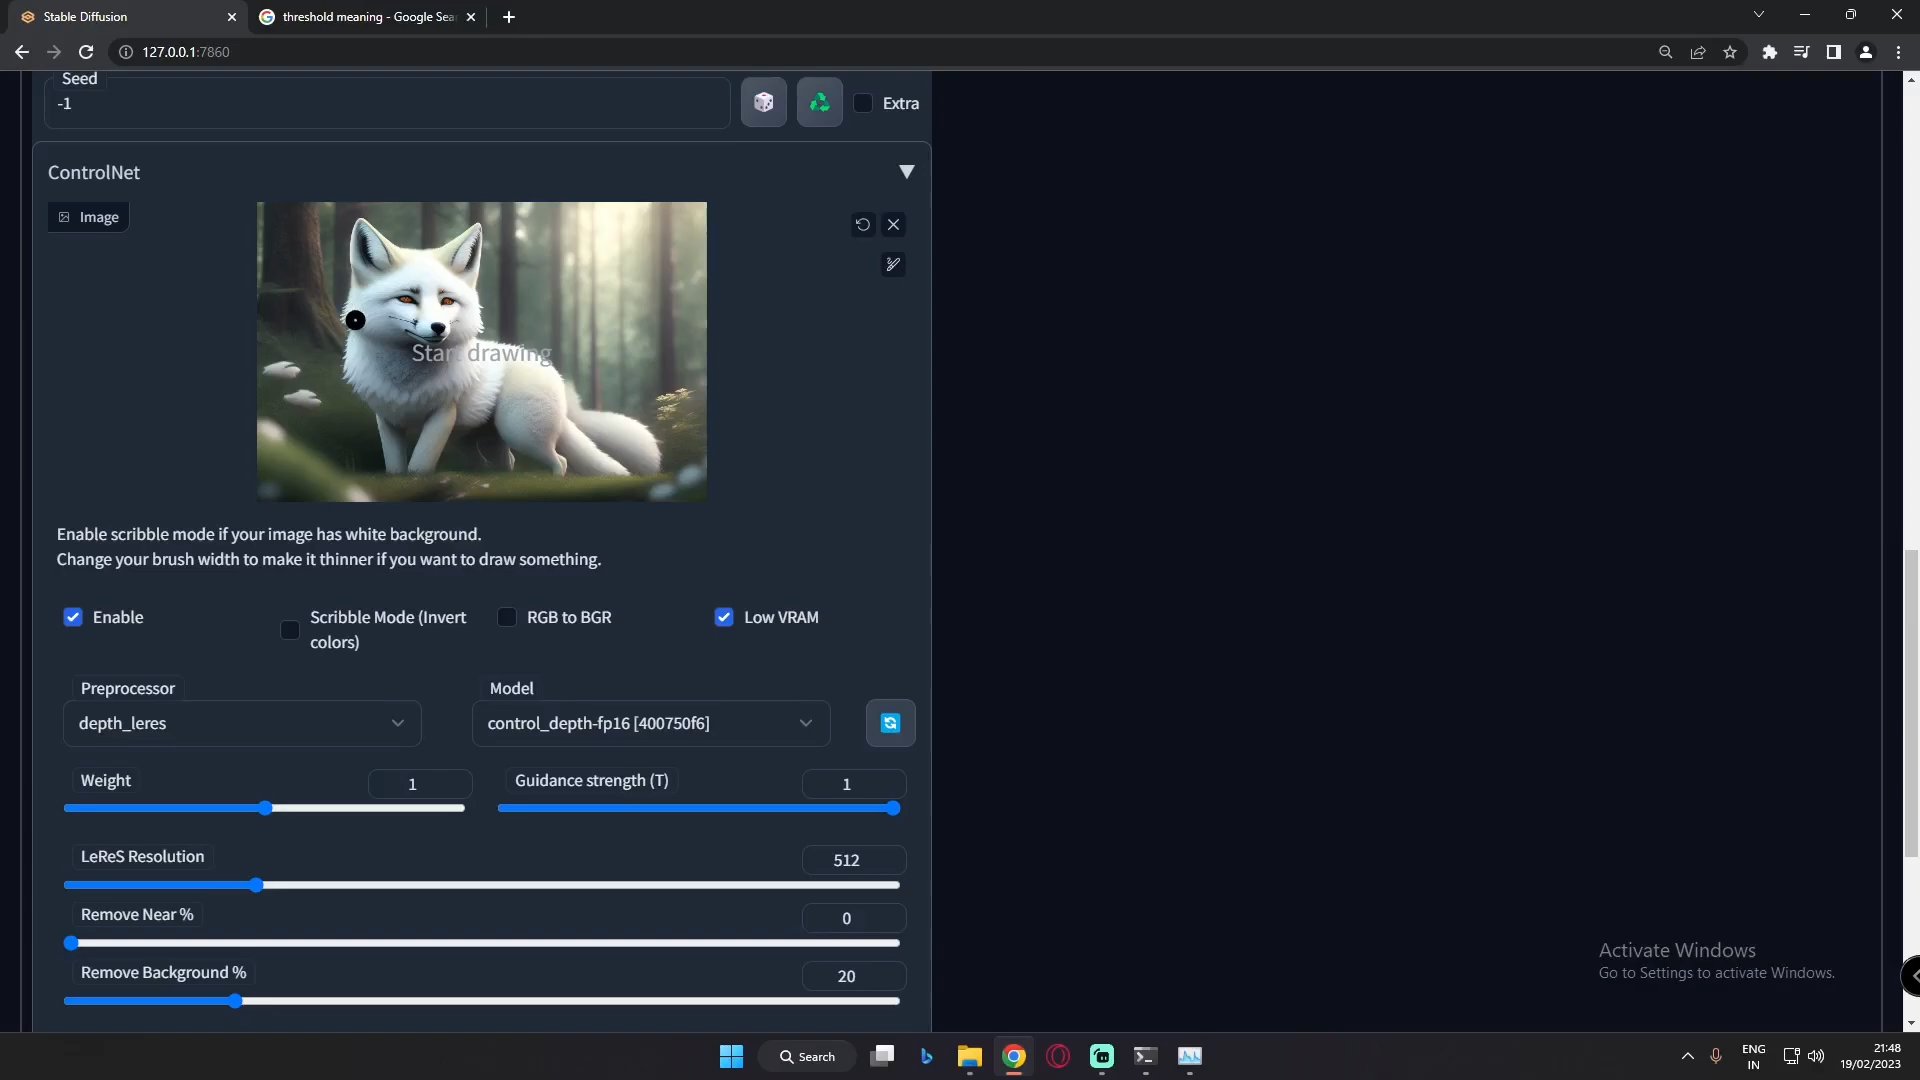 Stable Diffusion
threshold meaning - Google Sea
127.0.0.1:7860
Seed
-1
Extra
ControlNet
Image
Start drawing
Enable scribble mode if your image has white background.
Change your brush width to make it thinner if you want to draw something.
Enable
Scribble Mode (Invert
colors)
RGB to BGR
Low VRAM
Preprocessor
Model
depth_leres
control_depth-fp16 [400750f6]
Weight
1
Guidance strength (T)
1
LeReS Resolution
512
Remove Near %
0
Remove Background %
20
Activate Windows
Go to Settings to activate Windows.
Search
ENG
IN
21:48
19/02/2023